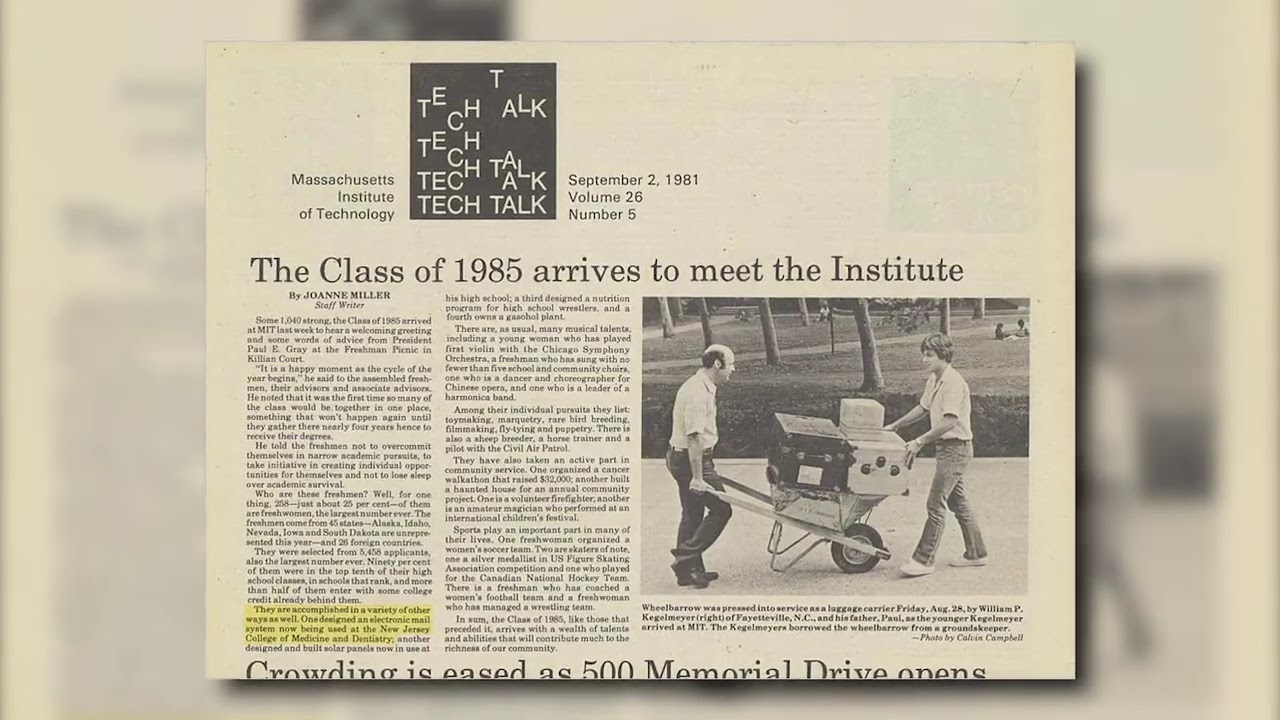 T
TECH ALK
TECH
TECH TALK
TECH TALK
Massachusetts
Institute
of Technology
September 2, 1981
Volume 26
Number 5
The Class of 1985 arrives to meet the Institute
By JOANNE MILLER
Staff Writer
Some 1,040 strong, the Class of 1985 arrived
at MIT last week to hear a welcoming greeting
and some words of advice from President
Paul E. Gray at the Freshman Picnic in
Killian Court.
"It is a happy moment as the cycle of the
year begins," he said to the assembled fresh-
men, their advisors and associate advisors.
He noted that it was the first time so many of
the class would be together in one place,
something that won't happen again until
they gather there nearly four years hence to
receive their degrees.
He told the freshmen not to overcommit
themselves in narrow academic pursuits, to
take initiative in creating individual oppor-
tunities for themselves and not to lose sleep
over academic survival.
Who are these freshmen? Well, for one
thing, 258—just about 25 per cent—of them
are freshwomen, the largest number ever. The
freshmen come from 45 states—Alaska, Idaho,
Nevada, Iowa and South Dakota are unrepre-
sented this year—and 26 foreign countries.
They were selected from 5,458 applicants,
also the largest number ever. Ninety per cent
of them were in the top tenth of their high
school classes, in schools that rank, and more
than half of them enter with some college
credit already behind them.
They are accomplished in a variety of other
ways as well. One designed an electronic mail
system now being used at the New Jersey
College of Medicine and Dentistry; another
designed and built solar panels now in use at
his high school; a third designed a nutrition
program for high school wrestlers, and a
fourth owns a gasohol plant.
There are, as usual, many musical talents,
including a young woman who has played
first violin with the Chicago Symphony
Orchestra, a freshman who has sung with no
fewer than five school and community choirs,
one who is a dancer and choreographer for
Chinese opera, and one who is a leader of a
harmonica band.
Among their individual pursuits they list:
toymaking, marquetry, rare bird breeding,
filmmaking, fly-tying and puppetry. There is
also a sheep breeder, a horse trainer and a
pilot with the Civil Air Patrol.
They have also taken an active part in
community service. One organized a cancer
walkathon that raised $32,000; another built
a haunted house for an annual community
project. One is a volunteer firefighter; another
is an amateur magician who performed at an
international children's festival.
Sports play an important part in many of
their lives. One freshwoman organized a
women's soccer team. Two are skaters of note,
one a silver medallist in US Figure Skating
Association competition and one who played
for the Canadian National Hockey Team.
There is a freshman who has coached a
women's football team and a freshwoman
who has managed a wrestling team.
In sum, the Class of 1985, like those that
preceded it, arrives with a wealth of talents
and abilities that will contribute much to the
richness of our community.
Wheelbarrow was pressed into service as a luggage carrier Friday, Aug. 28, by William P.
Kegelmeyer (right) of Fayetteville, N.C., and his father, Paul, as the younger Kegelmeyer
arrived at MIT. The Kegelmeyers borrowed the wheelbarrow from a groundskeeper.
—Photo by Calvin Campbell
Crowding is eased as 500 Memorial Drive opens